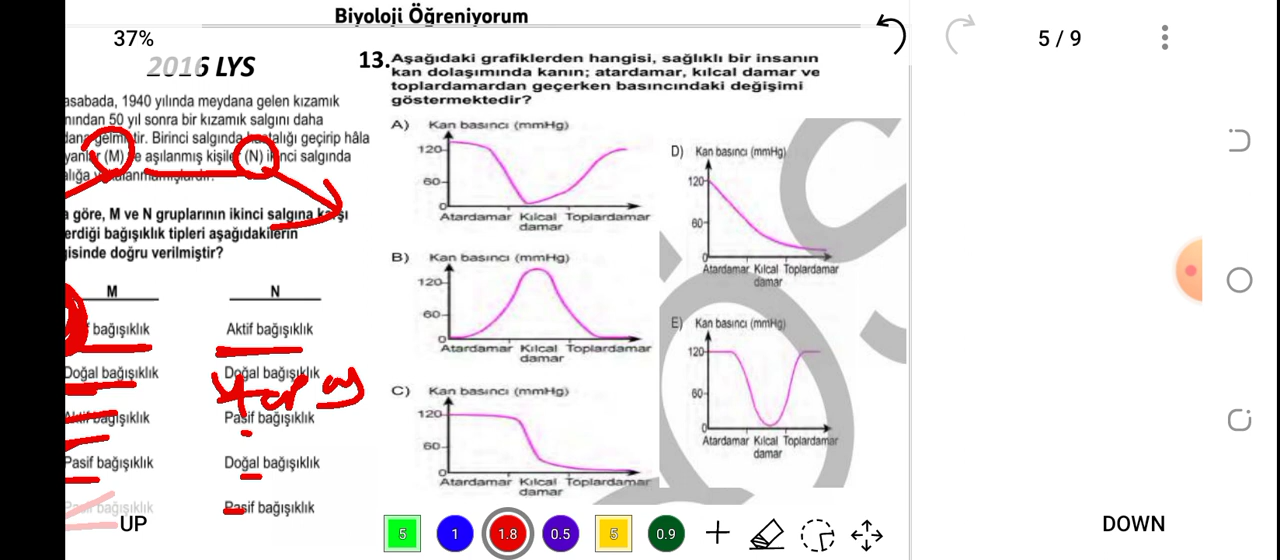 Biyoloji Öğreniyorum
37%
5 / 9
2016 LYS
asabada, 1940 yılında meydana gelen kızamık
nından 50 yıl sonra bir kızamık salgını daha
Birinci salgında hastalığı geçirip hâla
(M) ve aşılanmış kişiler (N) ikinci salgında
a göre, M ve N gruplarının ikinci salgına karşı
erdiği bağışıklık tipleri aşağıdakilerin
gisinde doğru verilmiştir?
M N
f bağışıklık Aktif bağışıklık
Doğal bağışıklık Doğal bağışıklık
Aktif bağışıklık Pasif bağışıklık
Pasif bağışıklık Doğal bağışıklık
Pasif bağışıklık Pasif bağışıklık
13. Aşağıdaki grafiklerden hangisi, sağlıklı bir insanın
kan dolaşımında kanın; atardamar, kılcal damar ve
toplardamardan geçerken basıncındaki değişimi
göstermektedir?
A) Kan basıncı (mmHg)
120
60
0
Atardamar Kılcal Toplardamar
damar
B) Kan basıncı (mmHg)
120
60
0
Atardamar Kılcal Toplardamar
damar
C) Kan basıncı (mmHg)
120
60
0
Atardamar Kılcal Toplardamar
damar
D) Kan basıncı (mmHg)
120
60
0
Atardamar Kılcal Toplardamar
damar
E) Kan basıncı (mmHg)
120
60
0
Atardamar Kılcal Toplardamar
damar
UP
5 1 1.8 0.5 5 0.9
DOWN